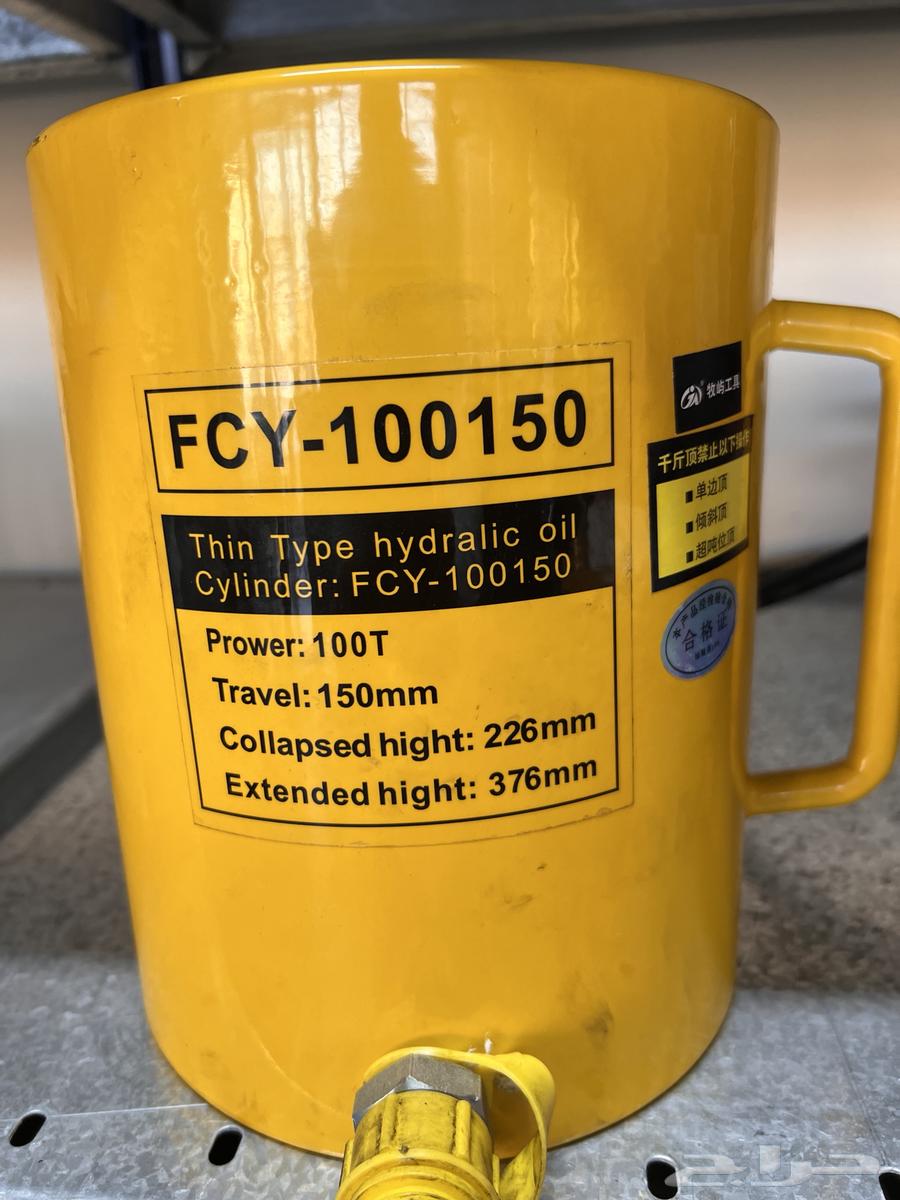 FCY-100150
Thin Type hydralic oil
Cylinder: FCY-100150
Prower: 100T
Travel: 150mm
Collapsed hight: 226mm
Extended hight: 376mm
牧屿工具
千斤顶禁止以下操作
■单边顶
■倾斜顶
■超吨位顶
合格证
حراج